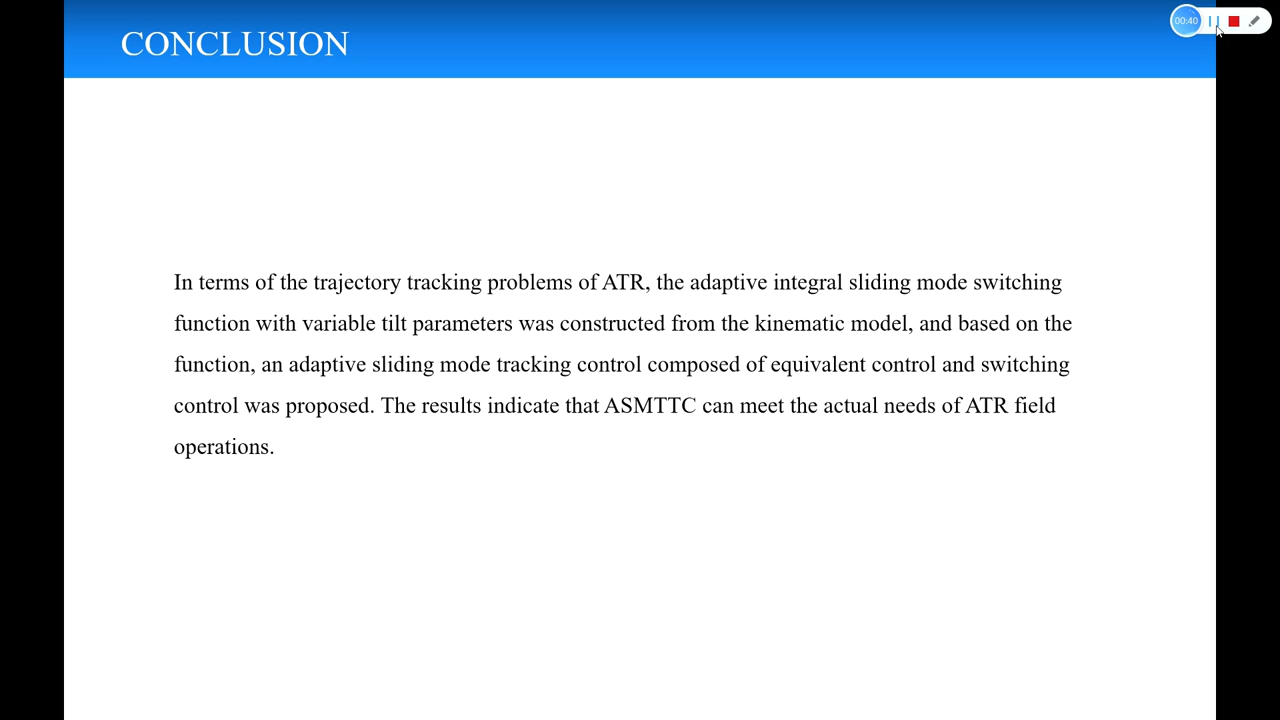 CONCLUSION
00:40
In terms of the trajectory tracking problems of ATR, the adaptive integral sliding mode switching
function with variable tilt parameters was constructed from the kinematic model, and based on the
function, an adaptive sliding mode tracking control composed of equivalent control and switching
control was proposed. The results indicate that ASMTTC can meet the actual needs of ATR field
operations.